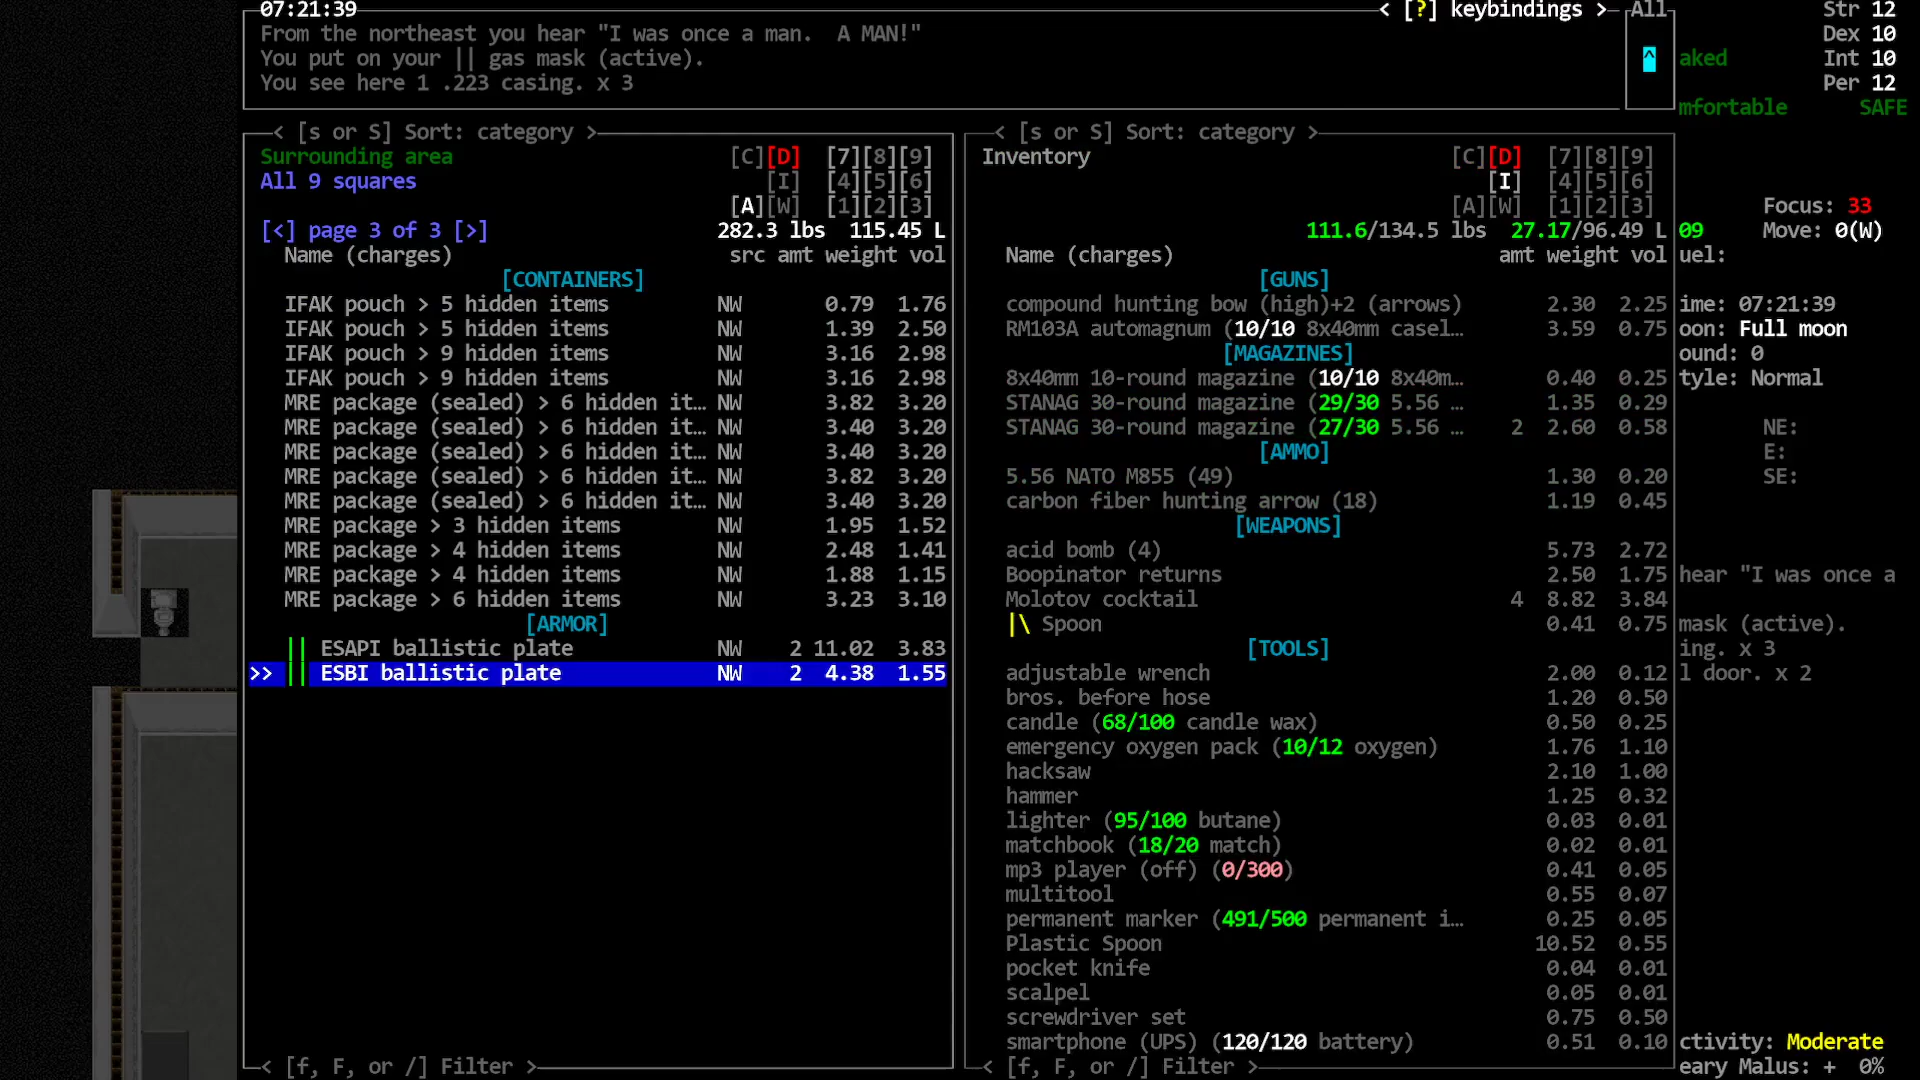 07:21:39
< [?] keybindings >
All
From the northeast you hear "I was once a man.  A MAN!"
You put on your || gas mask (active).
You see here 1 .223 casing. x 3
^
Str 12
Dex 10
aked
Int 10
Per 12
mfortable
SAFE
< [s or S] Sort: category >
Surrounding area
[C][D] [7][8][9]
All 9 squares
[I] [4][5][6]
[A][W] [1][2][3]
[<] page 3 of 3 [>]
282.3 lbs 115.45 L
Name (charges) src amt weight vol
[CONTAINERS]
IFAK pouch > 5 hidden items NW 0.79 1.76
IFAK pouch > 5 hidden items NW 1.39 2.50
IFAK pouch > 9 hidden items NW 3.16 2.98
IFAK pouch > 9 hidden items NW 3.16 2.98
MRE package (sealed) > 6 hidden it… NW 3.82 3.20
MRE package (sealed) > 6 hidden it… NW 3.40 3.20
MRE package (sealed) > 6 hidden it… NW 3.40 3.20
MRE package (sealed) > 6 hidden it… NW 3.82 3.20
MRE package (sealed) > 6 hidden it… NW 3.40 3.20
MRE package > 3 hidden items NW 1.95 1.52
MRE package > 4 hidden items NW 2.48 1.41
MRE package > 4 hidden items NW 1.88 1.15
MRE package > 6 hidden items NW 3.23 3.10
[ARMOR]
|| ESAPI ballistic plate NW 2 11.02 3.83
>> || ESBI ballistic plate NW 2 4.38 1.55
< [f, F, or /] Filter >
< [s or S] Sort: category >
Inventory
[C][D] [7][8][9]
[I] [4][5][6]
[A][W] [1][2][3]
111.6/134.5 lbs 27.17/96.49 L
Name (charges) amt weight vol
[GUNS]
compound hunting bow (high)+2 (arrows) 2.30 2.25
RM103A automagnum (10/10 8x40mm casel… 3.59 0.75
[MAGAZINES]
8x40mm 10-round magazine (10/10 8x40m… 0.40 0.25
STANAG 30-round magazine (29/30 5.56 … 1.35 0.29
STANAG 30-round magazine (27/30 5.56 … 2 2.60 0.58
[AMMO]
5.56 NATO M855 (49) 1.30 0.20
carbon fiber hunting arrow (18) 1.19 0.45
[WEAPONS]
acid bomb (4) 5.73 2.72
Boopinator returns 2.50 1.75
Molotov cocktail 4 8.82 3.84
|\ Spoon 0.41 0.75
[TOOLS]
adjustable wrench 2.00 0.12
bros. before hose 1.20 0.50
candle (68/100 candle wax) 0.50 0.25
emergency oxygen pack (10/12 oxygen) 1.76 1.10
hacksaw 2.10 1.00
hammer 1.25 0.32
lighter (95/100 butane) 0.03 0.01
matchbook (18/20 match) 0.02 0.01
mp3 player (off) (0/300) 0.41 0.05
multitool 0.55 0.07
permanent marker (491/500 permanent i… 0.25 0.05
Plastic Spoon 10.52 0.55
pocket knife 0.04 0.01
scalpel 0.05 0.01
screwdriver set 0.75 0.50
smartphone (UPS) (120/120 battery) 0.51 0.10
< [f, F, or /] Filter >
Focus: 33
09 Move: 0(W)
uel:
ime: 07:21:39
oon: Full moon
ound: 0
tyle: Normal
NE:
E:
SE:
hear "I was once a
mask (active).
ing. x 3
l door. x 2
ctivity: Moderate
eary Malus: + 0%